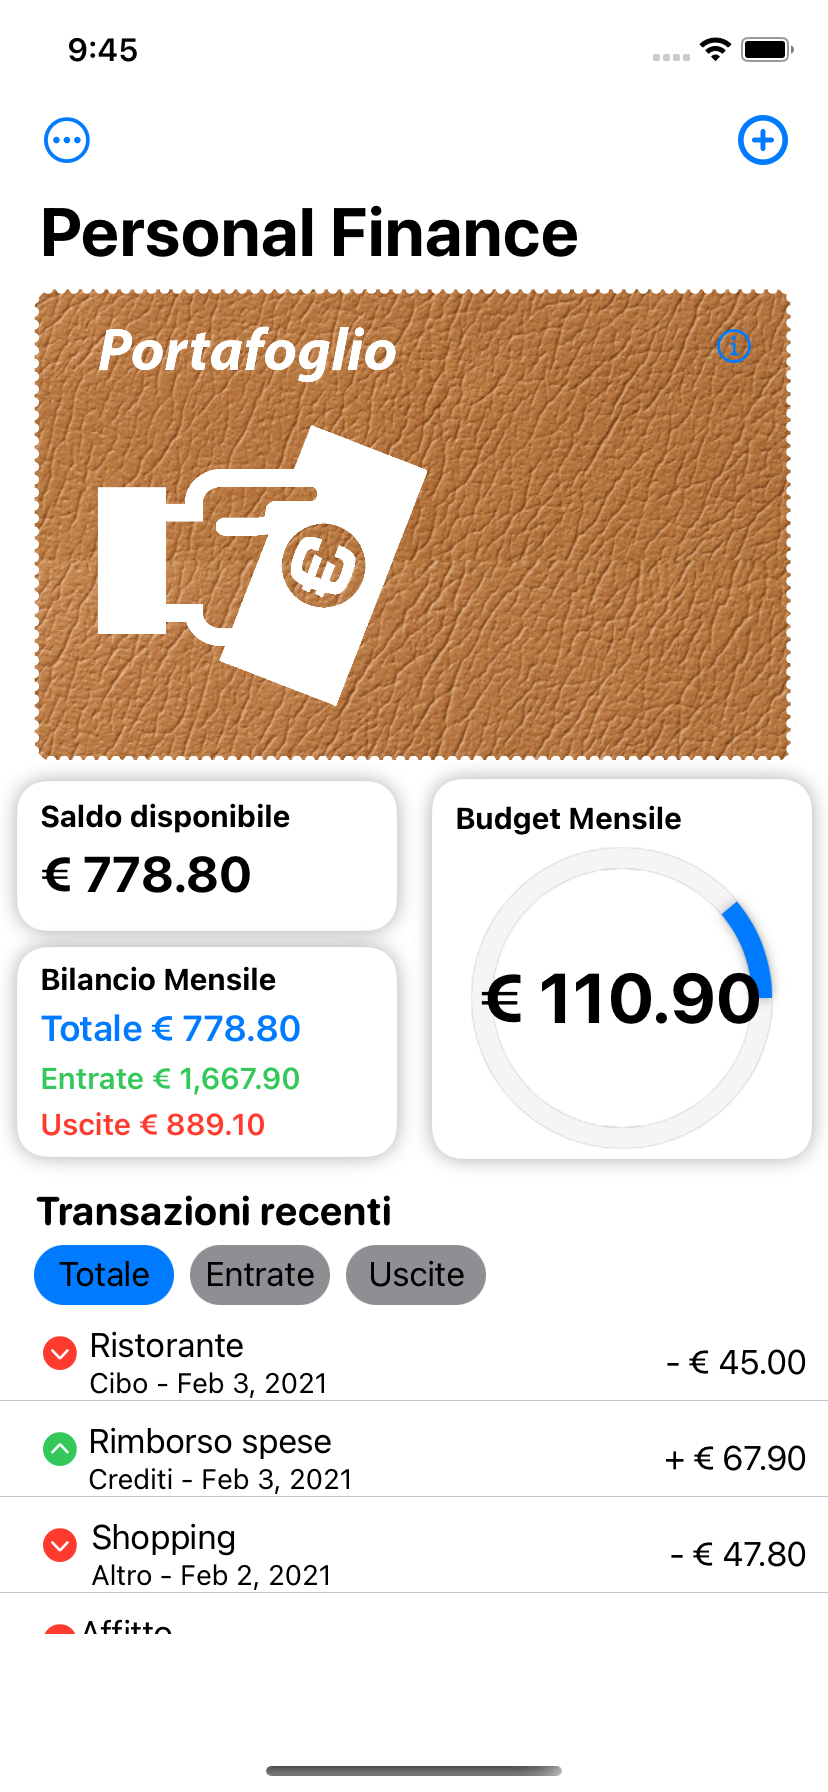 9:45
Personal Finance
Portafoglio
Saldo disponibile
€ 778.80
Budget Mensile
€ 110.90
Bilancio Mensile
Totale € 778.80
Entrate € 1,667.90
Uscite € 889.10
Transazioni recenti
Totale Entrate Uscite
Ristorante
Cibo - Feb 3, 2021
- € 45.00
Rimborso spese
Crediti - Feb 3, 2021
+ € 67.90
Shopping
Altro - Feb 2, 2021
- € 47.80
Affitto